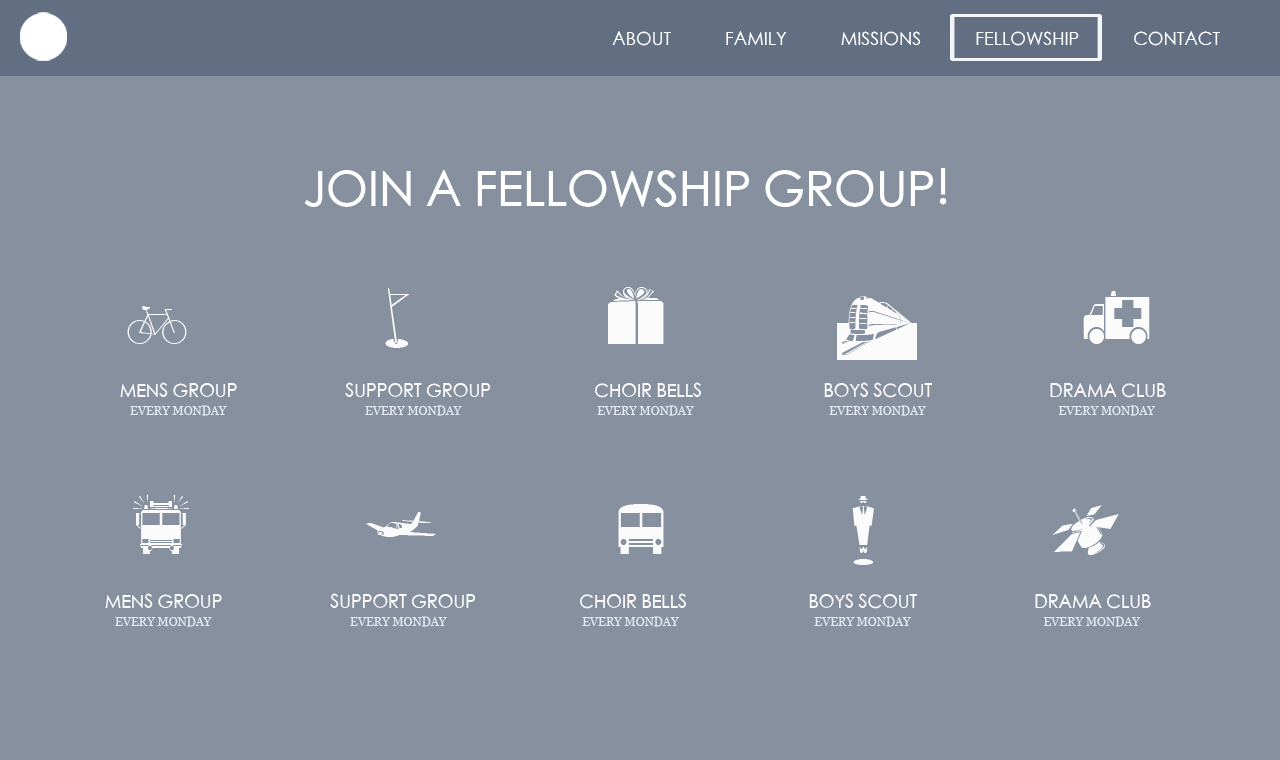 ABOUT FAMILY MISSIONS FELLOWSHIP CONTACT
JOIN A FELLOWSHIP GROUP!
MENS GROUP SUPPORT GROUP CHOIR BELLS BOYS SCOUT DRAMA CLUB
EVERY MONDAY EVERY MONDAY EVERY MONDAY EVERY MONDAY EVERY MONDAY
MENS GROUP SUPPORT GROUP CHOIR BELLS BOYS SCOUT DRAMA CLUB
EVERY MONDAY EVERY MONDAY EVERY MONDAY EVERY MONDAY EVERY MONDAY